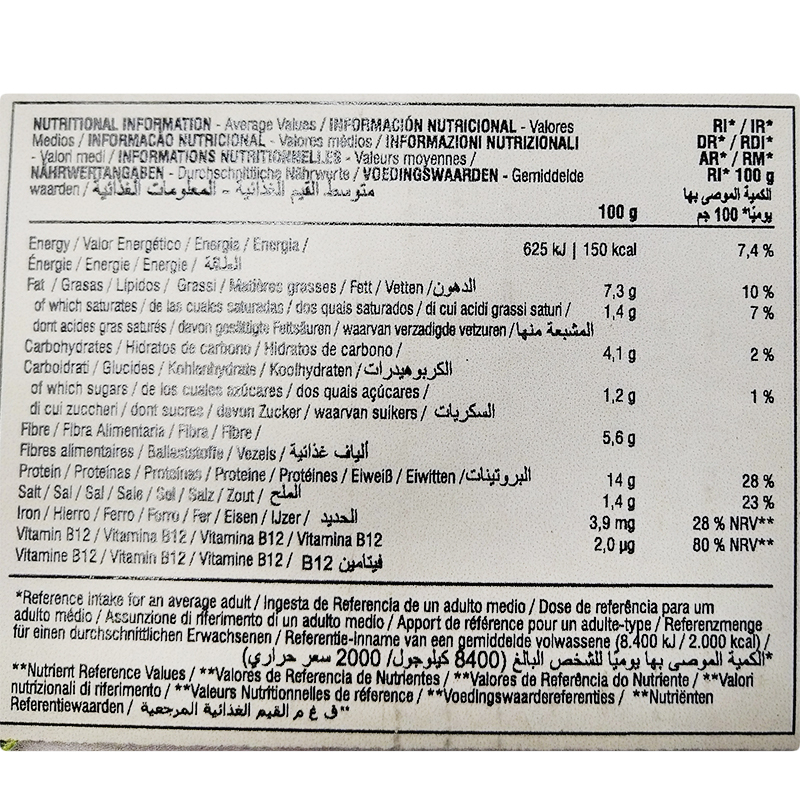 NUTRITIONAL INFORMATION - Average Values / INFORMACIÓN NUTRICIONAL - Valores
Medios / INFORMAÇÃO NUTRICIONAL - Valores médios / INFORMAZIONI NUTRIZIONALI
- Valori medi / INFORMATIONS NUTRITIONNELLES - Valeurs moyennes /
NÄHRWERTANGABEN - Durchschnittliche Nährwerte / VOEDINGSWAARDEN - Gemiddelde
waarden / متوسط القيم الغذائية - المعلومات الغذائية
RI* / IR*
DR* / RDI*
AR* / RM*
RI* 100 g
الكمية الموصى بها
100 g يوميًا* 100 جم
Energy / Valor Energético / Energia / Energia / 625 kJ | 150 kcal 7,4 %
Énergie / Energie / Energie / الطاقة
Fat / Grasas / Lípidos / Grassi / Matières grasses / Fett / Vetten / الدهون 7,3 g 10 %
of which saturates / de las cuales saturadas / dos quais saturados / di cui acidi grassi saturi / 1,4 g 7 %
dont acides gras saturés / davon gesättigte Fettsäuren / waarvan verzadigde vetzuren / المشبعة منها
Carbohydrates / Hidratos de carbono / Hidratos de carbono / 4,1 g 2 %
Carboidrati / Glucides / Kohlenhydrate / Koolhydraten / الكربوهيدرات
of which sugars / de los cuales azúcares / dos quais açúcares / 1,2 g 1 %
di cui zuccheri / dont sucres / davon Zucker / waarvan suikers / السكريات
Fibre / Fibra Alimentaria / Fibra / Fibre / 5,6 g
Fibres alimentaires / Ballaststoffe / Vezels / ألياف غذائية
Protein / Proteínas / Proteínas / Proteine / Protéines / Eiweiß / Eiwitten / البروتينات 14 g 28 %
Salt / Sal / Sal / Sale / Sel / Salz / Zout / الملح 1,4 g 23 %
Iron / Hierro / Ferro / Ferro / Fer / Eisen / IJzer / الحديد 3,9 mg 28 % NRV**
Vitamin B12 / Vitamina B12 / Vitamina B12 / Vitamina B12 2,0 µg 80 % NRV**
Vitamine B12 / Vitamin B12 / Vitamine B12 / فيتامين B12
*Reference intake for an average adult / Ingesta de Referencia de un adulto medio / Dose de referência para um
adulto médio / Assunzione di riferimento di un adulto medio / Apport de référence pour un adulte-type / Referenzmenge
für einen durchschnittlichen Erwachsenen / Referentie-inname van een gemiddelde volwassene (8.400 kJ / 2.000 kcal) /
*الكمية الموصى بها يوميًا للشخص البالغ (8400 كيلوجول/ 2000 سعر حراري)
**Nutrient Reference Values / **Valores de Referencia de Nutrientes / **Valores de Referência do Nutriente / **Valori
nutrizionali di riferimento / **Valeurs Nutritionnelles de référence / **Voedingswaardereferenties / **Nutriënten
Referentiewaarden / **ف غ م القيم الغذائية المرجعية